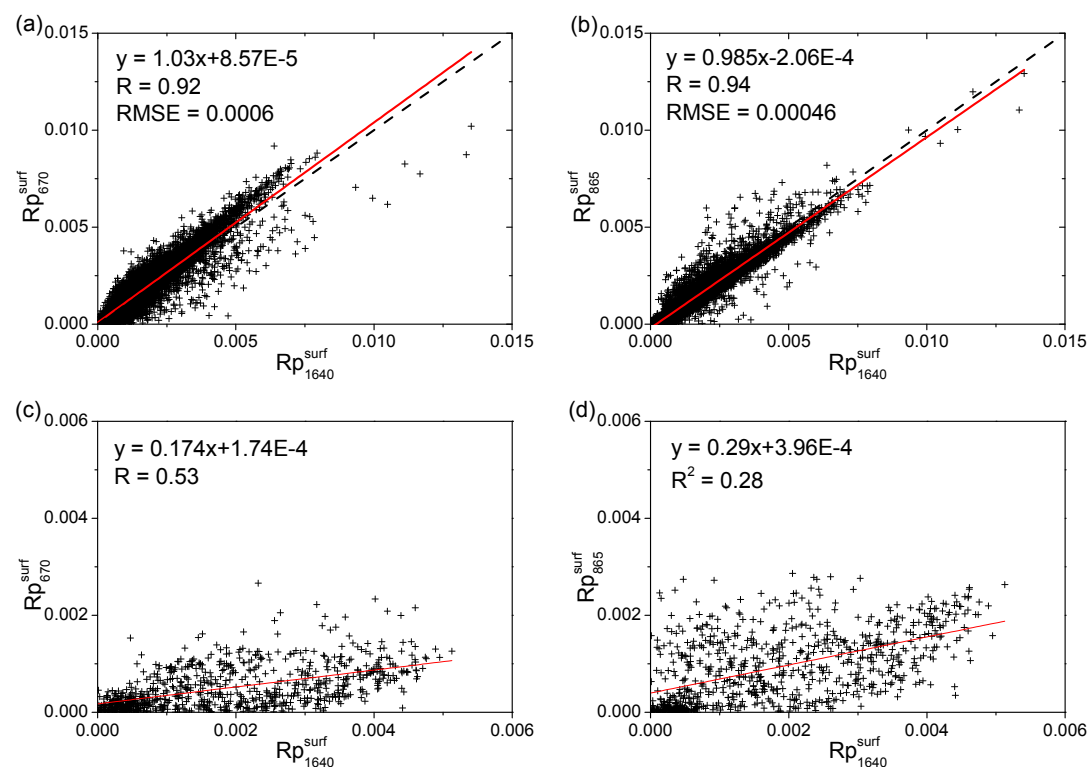 (a)
0.015
0.010
0.005
0.000
Rp^surf_670
y = 1.03x+8.57E-5
R = 0.92
RMSE = 0.0006
0.000 0.005 0.010 0.015
Rp^surf_1640
(b)
0.015
0.010
0.005
0.000
Rp^surf_865
y = 0.985x-2.06E-4
R = 0.94
RMSE = 0.00046
0.000 0.005 0.010 0.015
Rp^surf_1640
(c)
0.006
0.004
0.002
0.000
Rp^surf_670
y = 0.174x+1.74E-4
R = 0.53
0.000 0.002 0.004 0.006
Rp^surf_1640
(d)
0.006
0.004
0.002
0.000
Rp^surf_865
y = 0.29x+3.96E-4
R² = 0.28
0.000 0.002 0.004 0.006
Rp^surf_1640